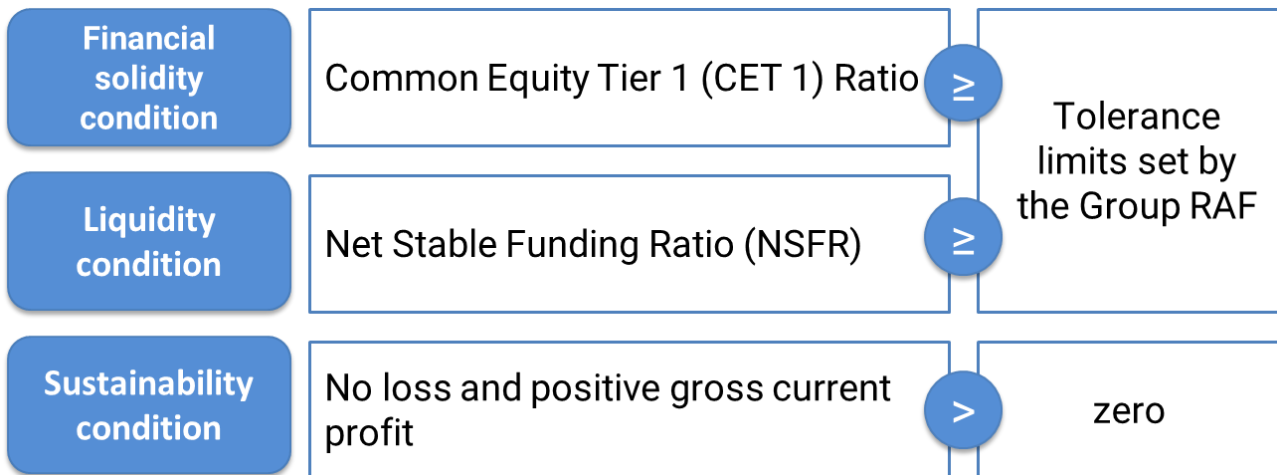 Financial
solidity
condition
Common Equity Tier 1 (CET 1) Ratio
≥
Tolerance
limits set by
the Group RAF
Liquidity
condition
Net Stable Funding Ratio (NSFR)
≥
Sustainability
condition
No loss and positive gross current
profit
>
zero